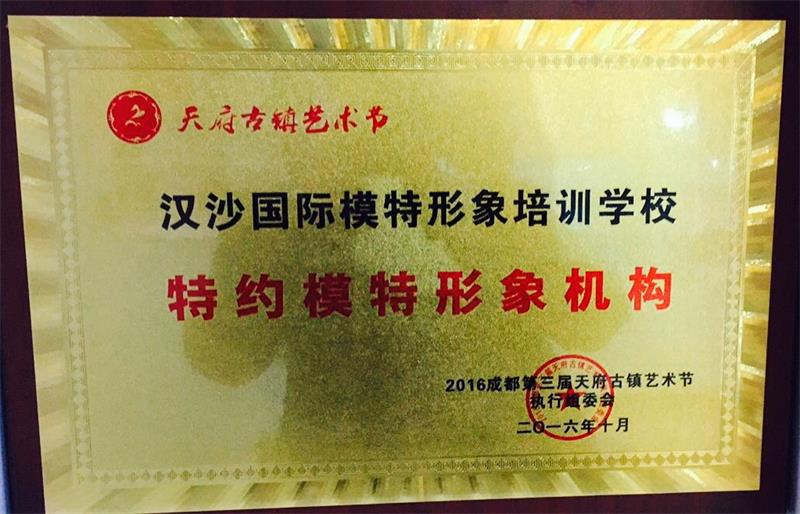 天府古镇艺术节
汉沙国际模特形象培训学校
特约模特形象机构
2016成都第三届天府古镇艺术节
执行组委会
二〇一六年十月